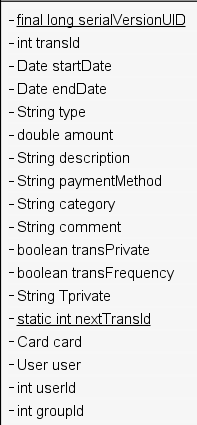 - final long serialVersionUID
- int transId
- Date startDate
- Date endDate
- String type
- double amount
- String description
- String paymentMethod
- String category
- String comment
- boolean transPrivate
- boolean transFrequency
- String Tprivate
- static int nextTransId
- Card card
- User user
- int userId
- int groupId